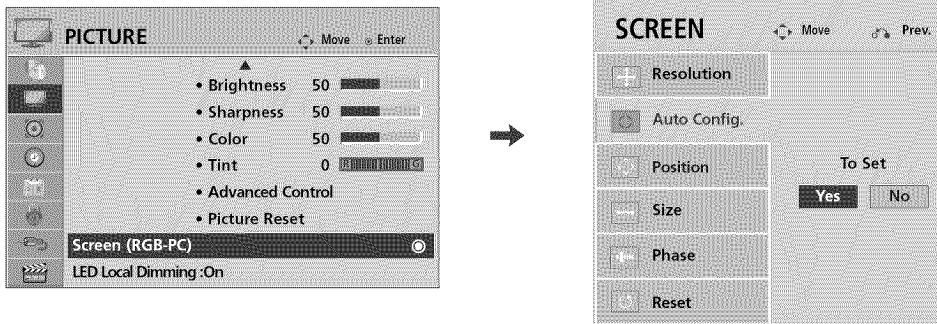 PICTURE
Move
Enter
• Brightness 50
• Sharpness 50
• Color 50
• Tint 0 R G
• Advanced Control
• Picture Reset
Screen (RGB-PC)
LED Local Dimming :On
SCREEN
Move
Prev.
Resolution
Auto Config.
Position
Size
Phase
Reset
To Set
Yes
No